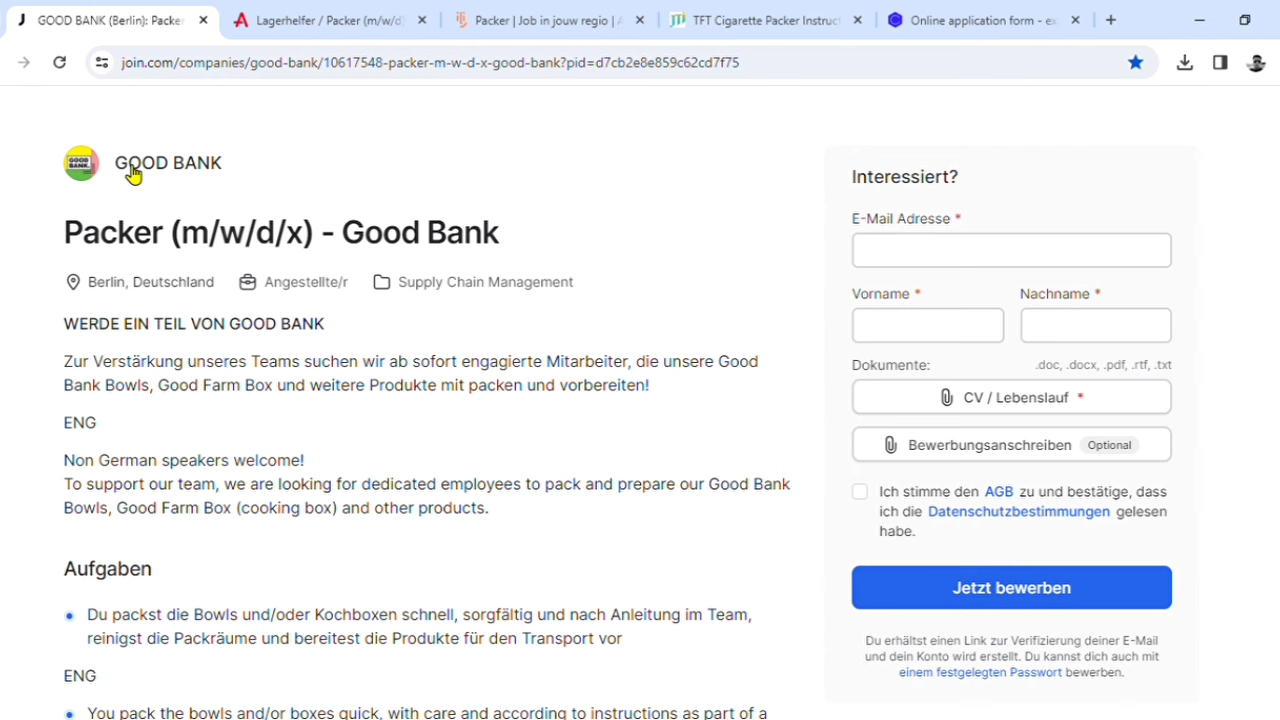 GOOD BANK (Berlin): Packer
Lagerhelfer / Packer (m/w/d)
Packer | Job in jouw regio | A
TFT Cigarette Packer Instruct
Online application form - ex
join.com/companies/good-bank/10617548-packer-m-w-d-x-good-bank?pid=d7cb2e8e859c62cd7f75
GOOD BANK.
GOOD BANK
Packer (m/w/d/x) - Good Bank
Berlin, Deutschland Angestellte/r Supply Chain Management
WERDE EIN TEIL VON GOOD BANK
Zur Verstärkung unseres Teams suchen wir ab sofort engagierte Mitarbeiter, die unsere Good
Bank Bowls, Good Farm Box und weitere Produkte mit packen und vorbereiten!
ENG
Non German speakers welcome!
To support our team, we are looking for dedicated employees to pack and prepare our Good Bank
Bowls, Good Farm Box (cooking box) and other products.
Aufgaben
Du packst die Bowls und/oder Kochboxen schnell, sorgfältig und nach Anleitung im Team,
reinigst die Packräume und bereitest die Produkte für den Transport vor
ENG
You pack the bowls and/or boxes quick, with care and according to instructions as part of a
Interessiert?
E-Mail Adresse *
Vorname * Nachname *
Dokumente: .doc, .docx, .pdf, .rtf, .txt
CV / Lebenslauf *
Bewerbungsanschreiben Optional
Ich stimme den AGB zu und bestätige, dass
ich die Datenschutzbestimmungen gelesen
habe.
Jetzt bewerben
Du erhältst einen Link zur Verifizierung deiner E-Mail
und dein Konto wird erstellt. Du kannst dich auch mit
einem festgelegten Passwort bewerben.